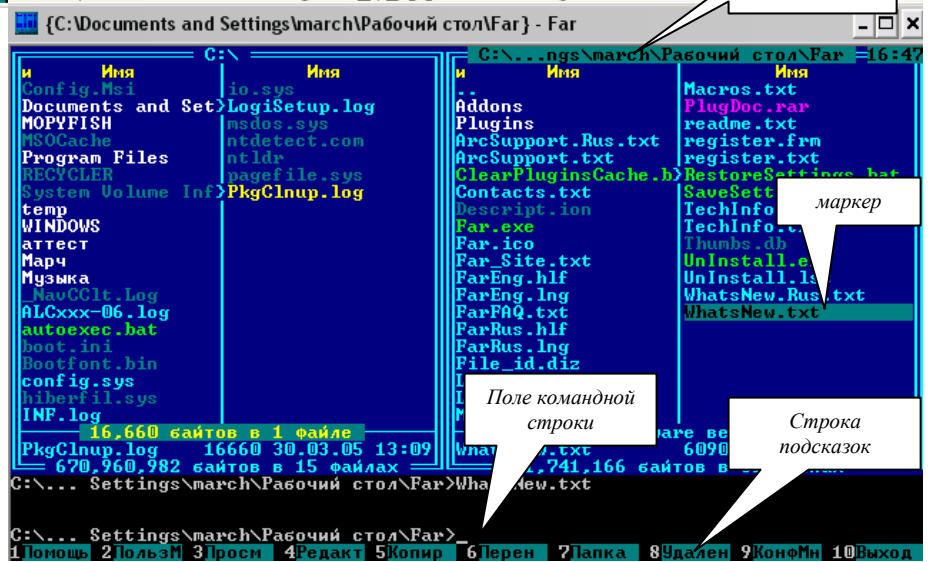 {C:\Documents and Settings\march\Рабочий стол\Far} - Far
C:\
и Имя Имя
Config.Msi io.sys
Documents and Set}LogiSetup.log
MOPYFISH msdos.sys
MSOCache ntdetect.com
Program Files ntldr
RECYCLER pagefile.sys
System Volume Inf}PkgClnup.log
temp
WINDOWS
аттест
Марч
Музыка
_NavCClt.Log
ALCxxx-06.log
autoexec.bat
boot.ini
Bootfont.bin
config.sys
hiberfil.sys
INF.log
16,660 байтов в 1 файле
PkgClnup.log 16660 30.03.05 13:09
670,960,982 байтов в 15 файлах
C:\...ngs\march\Рабочий стол\Far 16:47
и Имя Имя
.. Macros.txt
Addons PlugDoc.rar
Plugins readme.txt
ArcSupport.Rus.txt register.frm
ArcSupport.txt register.txt
ClearPluginsCache.b}RestoreSettings.bat
Contacts.txt
Descript.ion
Far.exe
Far.ico Thumbs.db
Far_Site.txt
FarEng.hlf
FarEng.lng WhatsNew.Rus.txt
FarFAQ.txt WhatsNew.txt
FarRus.hlf
FarRus.lng
File_id.diz
маркер
Поле командной
строки
Строка
подсказок
C:\... Settings\march\Рабочий стол\Far>
C:\... Settings\march\Рабочий стол\Far>_
1Помощь 2ПользМ 3Просм 4Редакт 5Копир 6Перен 7Папка 8Удален 9КонфМн 10Выход